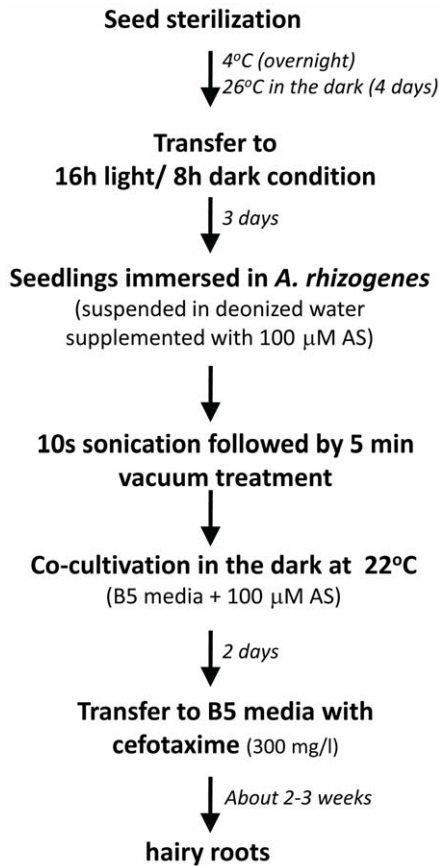 Seed sterilization
4°C (overnight)
26°C in the dark (4 days)
Transfer to
16h light/ 8h dark condition
3 days
Seedlings immersed in A. rhizogenes
(suspended in deonized water
supplemented with 100 μM AS)
10s sonication followed by 5 min
vacuum treatment
Co-cultivation in the dark at 22°C
(B5 media + 100 μM AS)
2 days
Transfer to B5 media with
cefotaxime (300 mg/l)
About 2-3 weeks
hairy roots